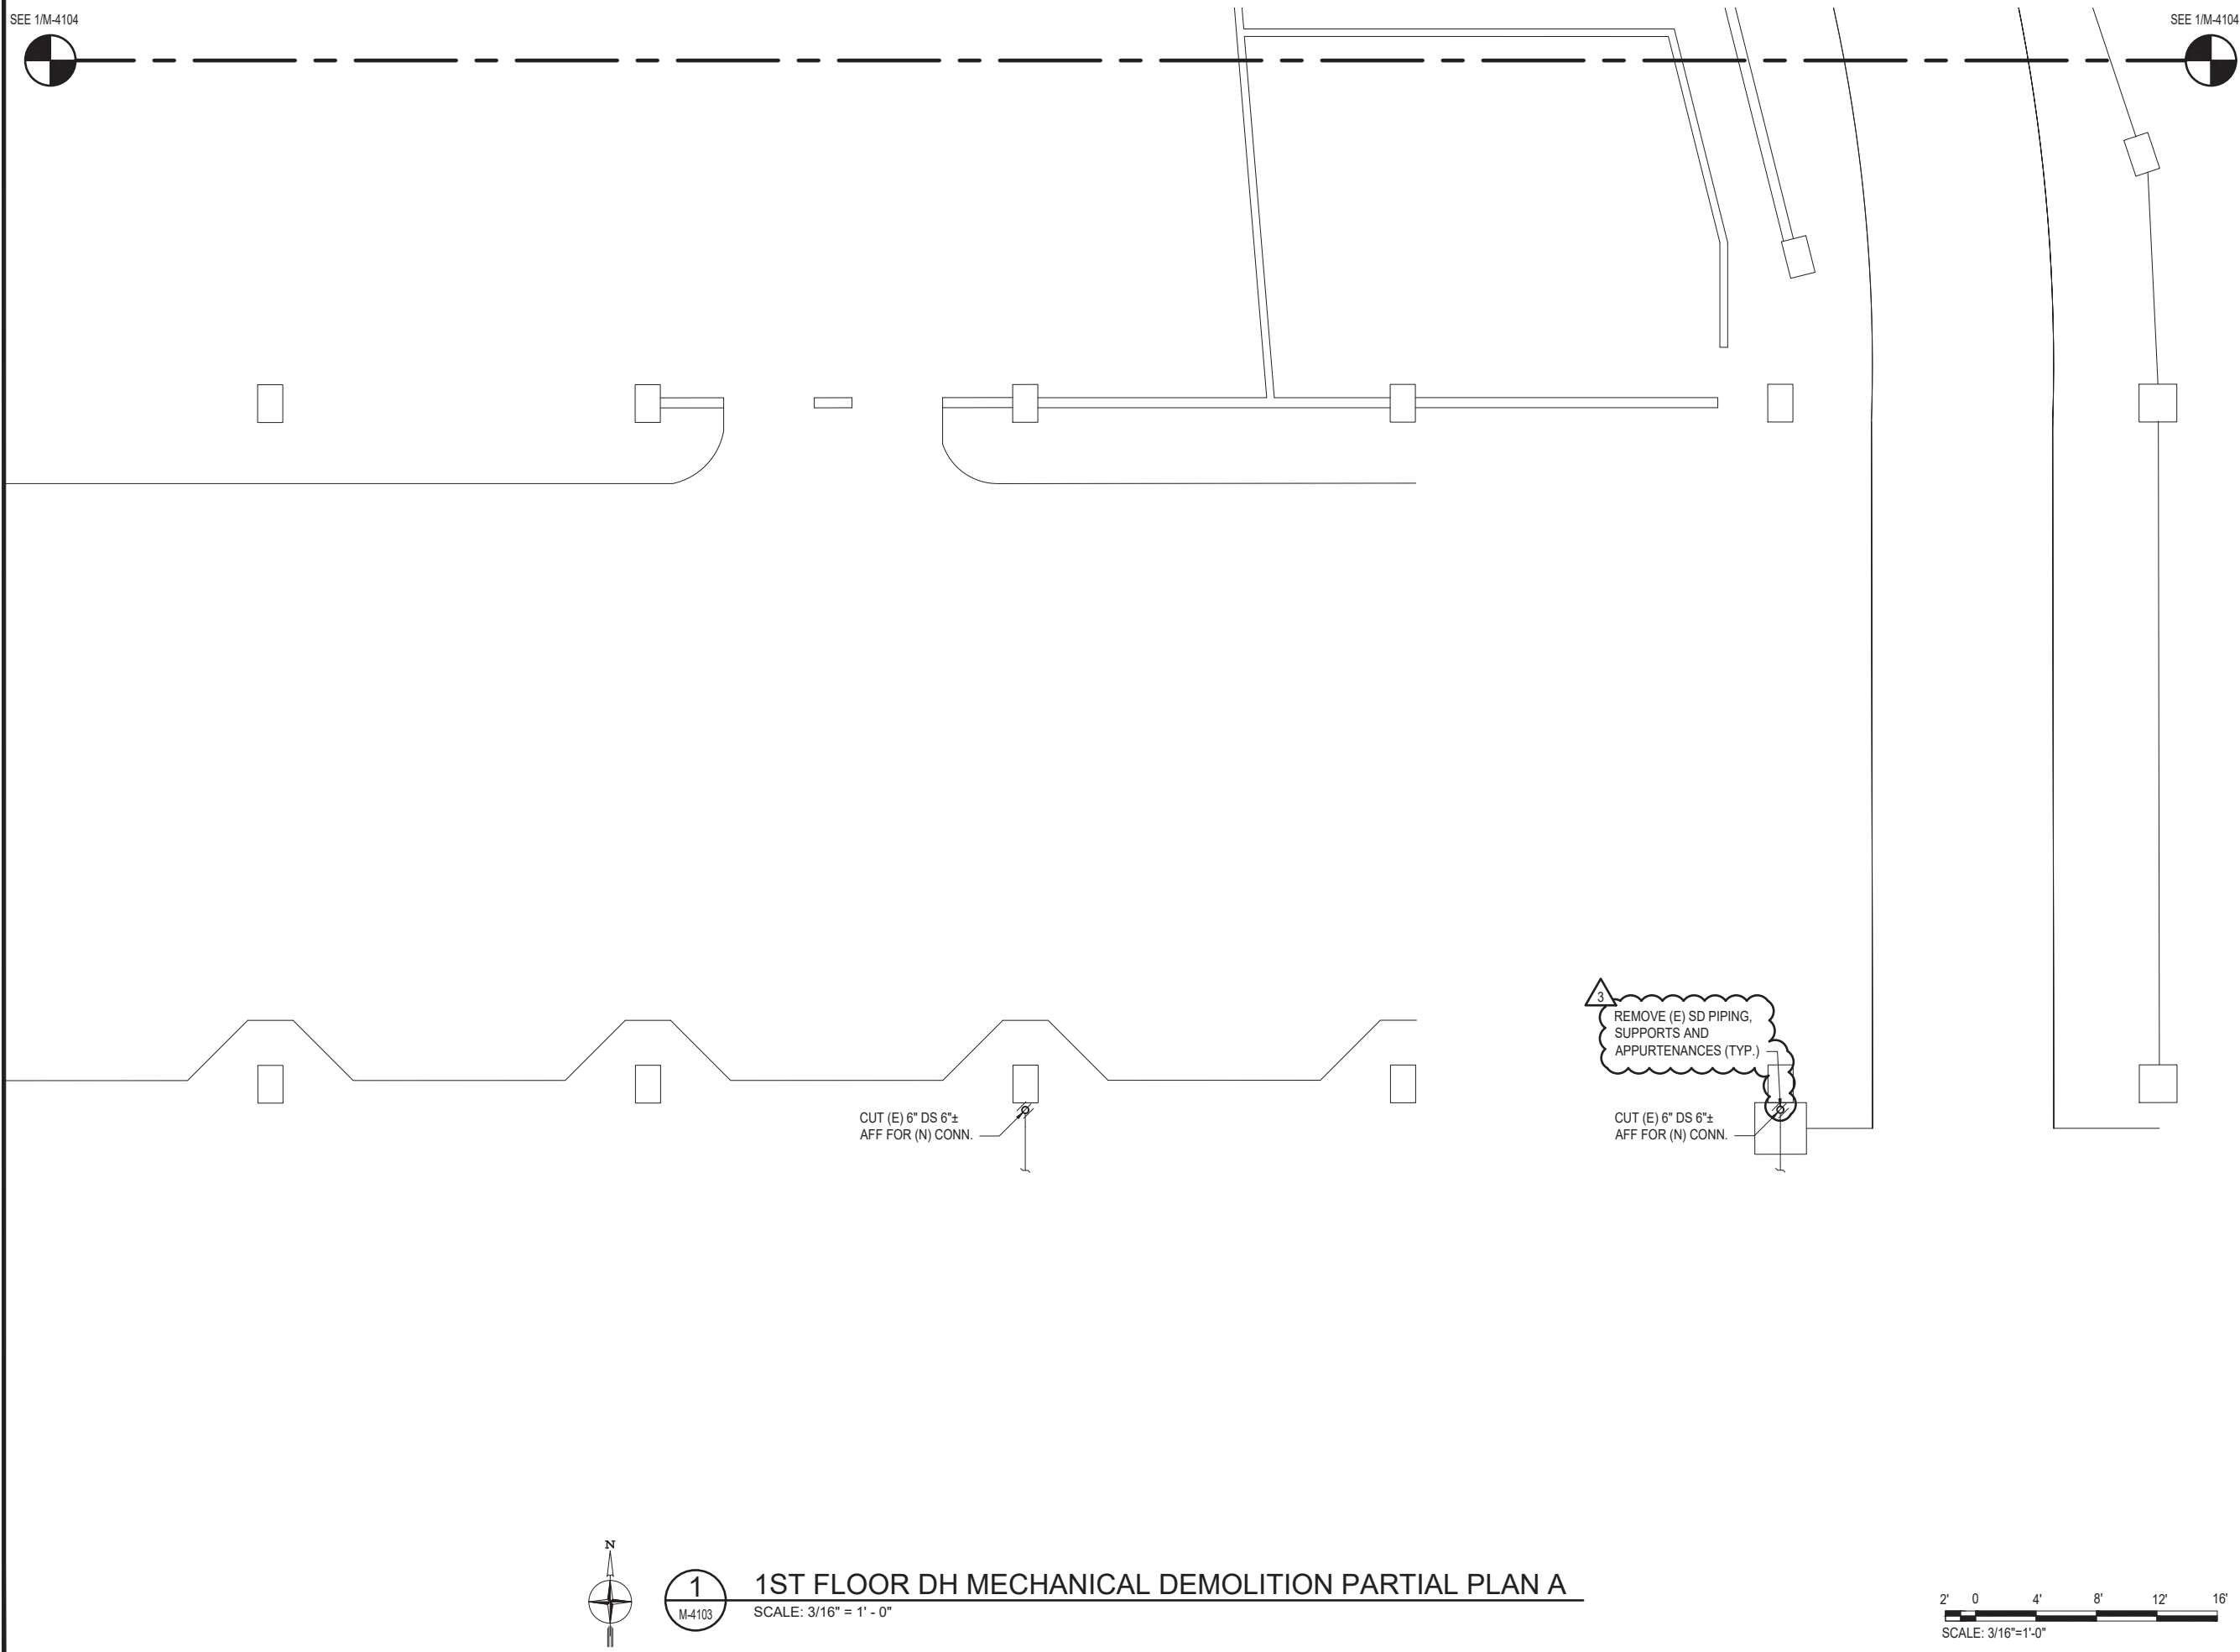 SEE 1/M-4104
SEE 1/M-4104
3
REMOVE (E) SD PIPING,
SUPPORTS AND
APPURTENANCES (TYP.)
CUT (E) 6" DS 6"±
AFF FOR (N) CONN.
CUT (E) 6" DS 6"±
AFF FOR (N) CONN.
N
1
M-4103
1ST FLOOR DH MECHANICAL DEMOLITION PARTIAL PLAN A
SCALE: 3/16" = 1' - 0"
2' 0 4' 8' 12' 16'
SCALE: 3/16"=1'-0"